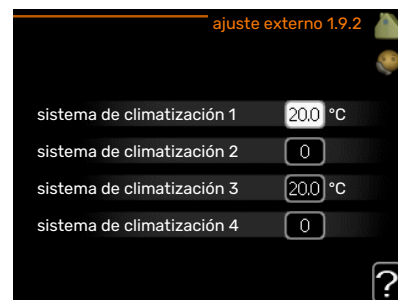 ajuste externo 1.9.2
sistema de climatización 1 20.0 °C
sistema de climatización 2 0
sistema de climatización 3 20.0 °C
sistema de climatización 4 0
?